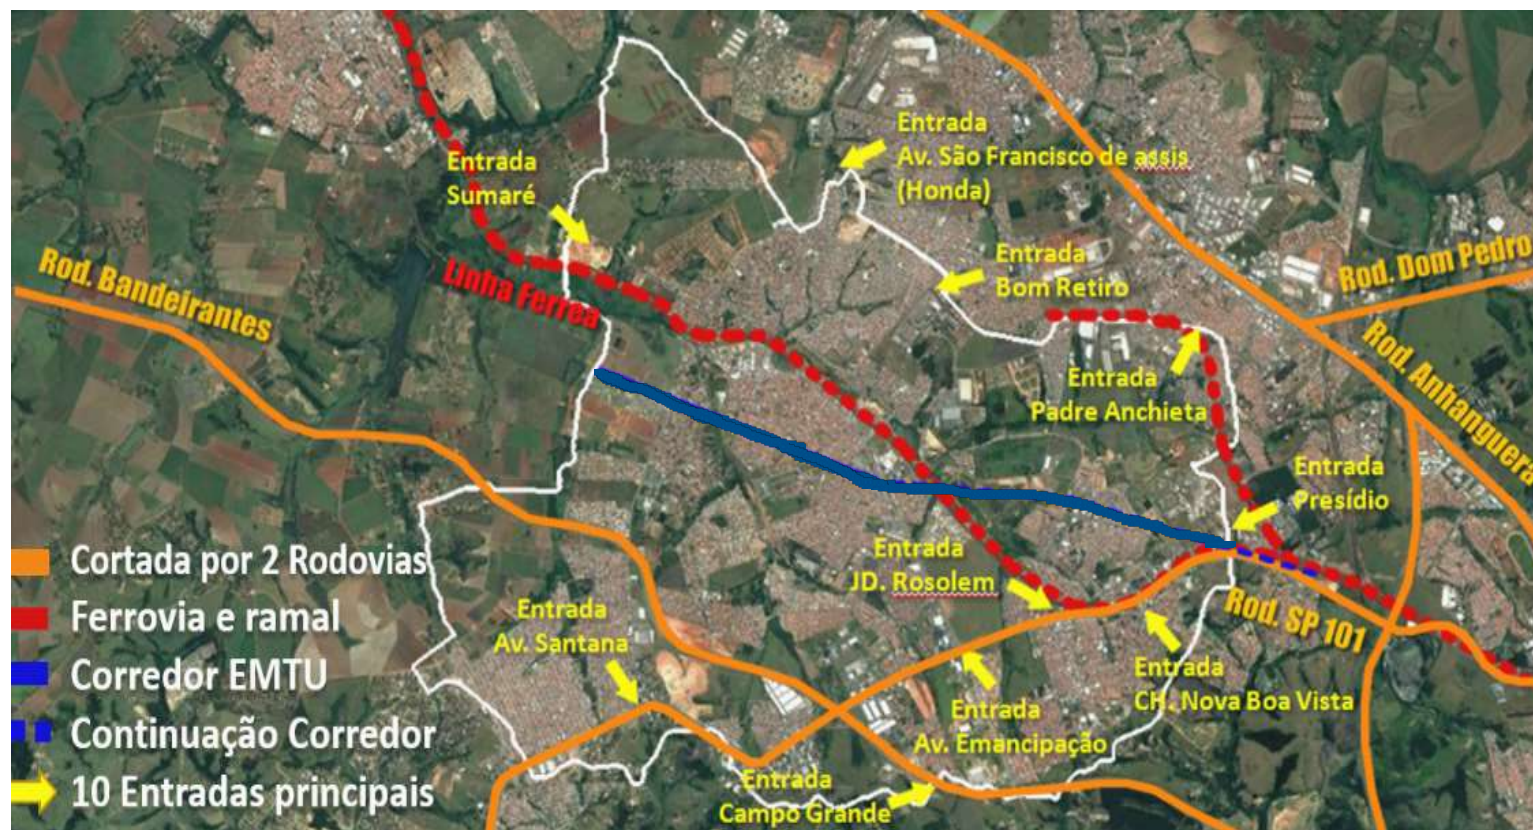 Entrada
Av. São Francisco de assis
(Honda)
Entrada
Sumaré
Rod. Bandeirantes
Linha Ferrea
Entrada
Bom Retiro
Rod. Dom Pedro
Rod. Anhanguera
Entrada
Padre Anchieta
Entrada
Presídio
Entrada
JD. Rosolem
Rod. SP 101
Entrada
Av. Santana
Entrada
CH. Nova Boa Vista
Entrada
Av. Emancipação
Entrada
Campo Grande
Cortada por 2 Rodovias
Ferrovia e ramal
Corredor EMTU
Continuação Corredor
10 Entradas principais